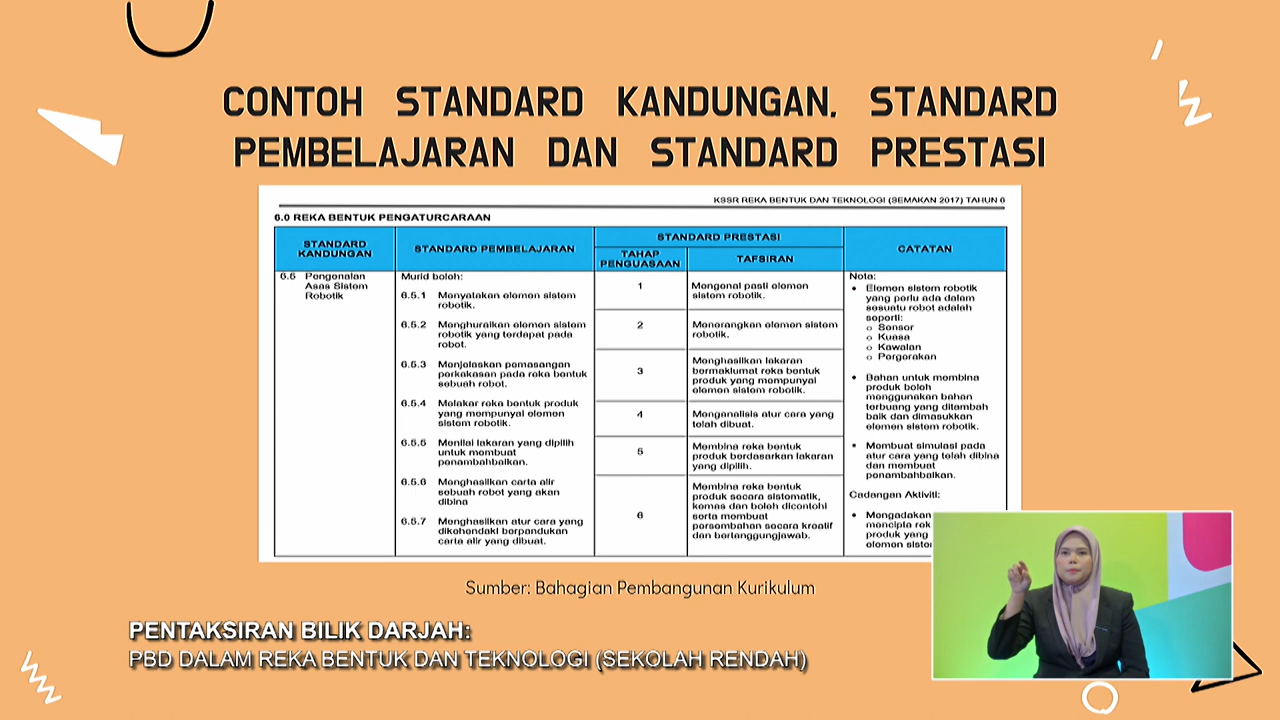 CONTOH STANDARD KANDUNGAN, STANDARD
PEMBELAJARAN DAN STANDARD PRESTASI
KSSR REKA BENTUK DAN TEKNOLOGI (SEMAKAN 2017) TAHUN 6
6.0 REKA BENTUK PENGATURCARAAN
STANDARD
KANDUNGAN
STANDARD PEMBELAJARAN
STANDARD PRESTASI
TAHAP
PENGUASAAN
TAFSIRAN
CATATAN
6.5 Pengenalan
Asas Sistem
Robotik
Murid boleh:
6.5.1 Menyatakan elemen sistem
robotik.
6.5.2 Menghuraikan elemen sistem
robotik yang terdapat pada
robot.
6.5.3 Menjelaskan pemasangan
perkakasan pada reka bentuk
sebuah robot.
6.5.4 Melakar reka bentuk produk
yang mempunyai elemen
sistem robotik.
6.5.5 Menilai lakaran yang dipilih
untuk membuat
penambahbaikan.
6.5.6 Menghasilkan carta alir
sebuah robot yang akan
dibina
6.5.7 Menghasilkan atur cara yang
dikehendaki berpandukan
carta alir yang dibuat.
1
Mengenal pasti elemen
sistem robotik.
2
Menerangkan elemen sistem
robotik.
3
Menghasilkan lakaran
bermaklumat reka bentuk
produk yang mempunyai
elemen sistem robotik.
4
Menganalisis atur cara yang
telah dibuat.
5
Membina reka bentuk
produk berdasarkan lakaran
yang dipilih.
6
Membina reka bentuk
produk secara sistematik,
kemas dan boleh dicontohi
serta membuat
persembahan secara kreatif
dan bertanggungjawab.
Nota:
• Elemen sistem robotik
yang perlu ada dalam
sesuatu robot adalah
seperti:
o Sensor
o Kuasa
o Kawalan
o Pergerakan
• Bahan untuk membina
produk boleh
menggunakan bahan
terbuang yang ditambah
baik dan dimasukkan
elemen sistem robotik.
• Membuat simulasi pada
atur cara yang telah dibina
dan membuat
penambahbaikan.
Cadangan Aktiviti:
• Mengadakan
mencipta rek
produk yang
elemen sister
Sumber: Bahagian Pembangunan Kurikulum
PENTAKSIRAN BILIK DARJAH:
PBD DALAM REKA BENTUK DAN TEKNOLOGI (SEKOLAH RENDAH)